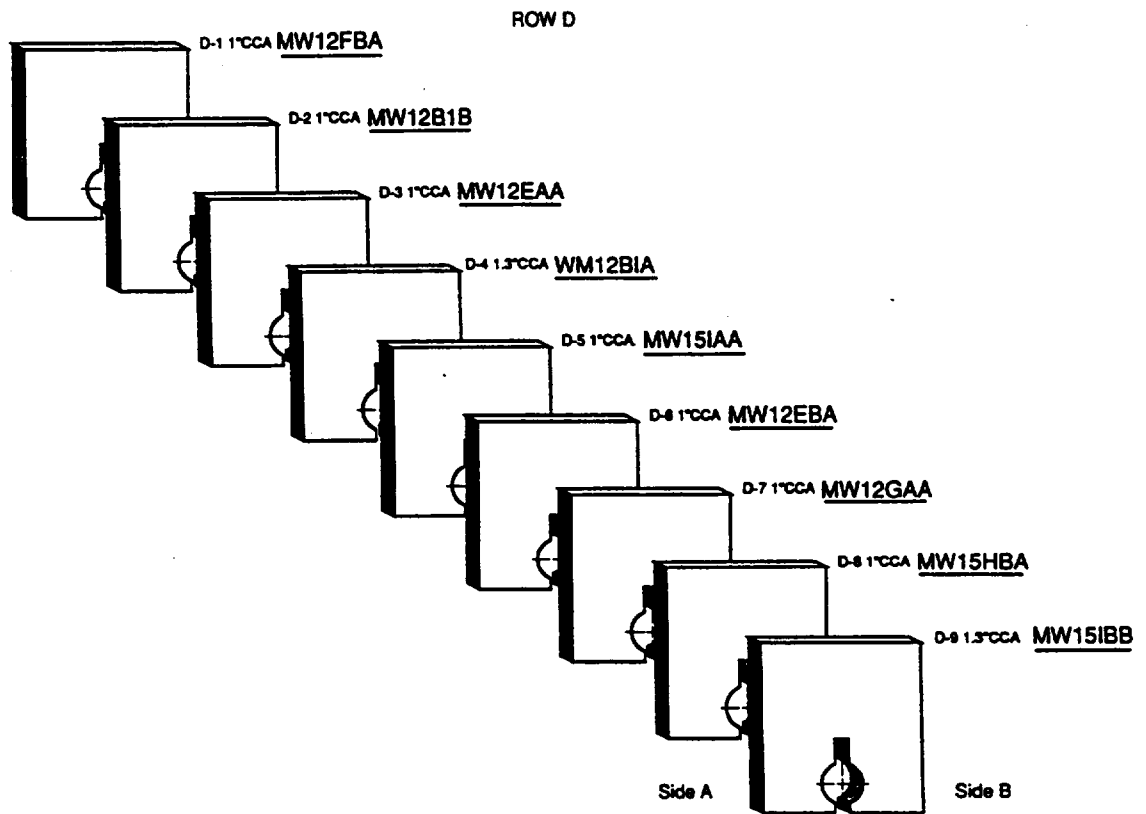 ROW D
D-1 1"CCA MW12FBA
D-2 1"CCA MW12B1B
D-3 1"CCA MW12EAA
D-4 1.3"CCA WM12BIA
D-5 1"CCA MW15IAA
D-6 1"CCA MW12EBA
D-7 1"CCA MW12GAA
D-8 1"CCA MW15HBA
D-9 1.3"CCA MW15IBB
Side A Side B